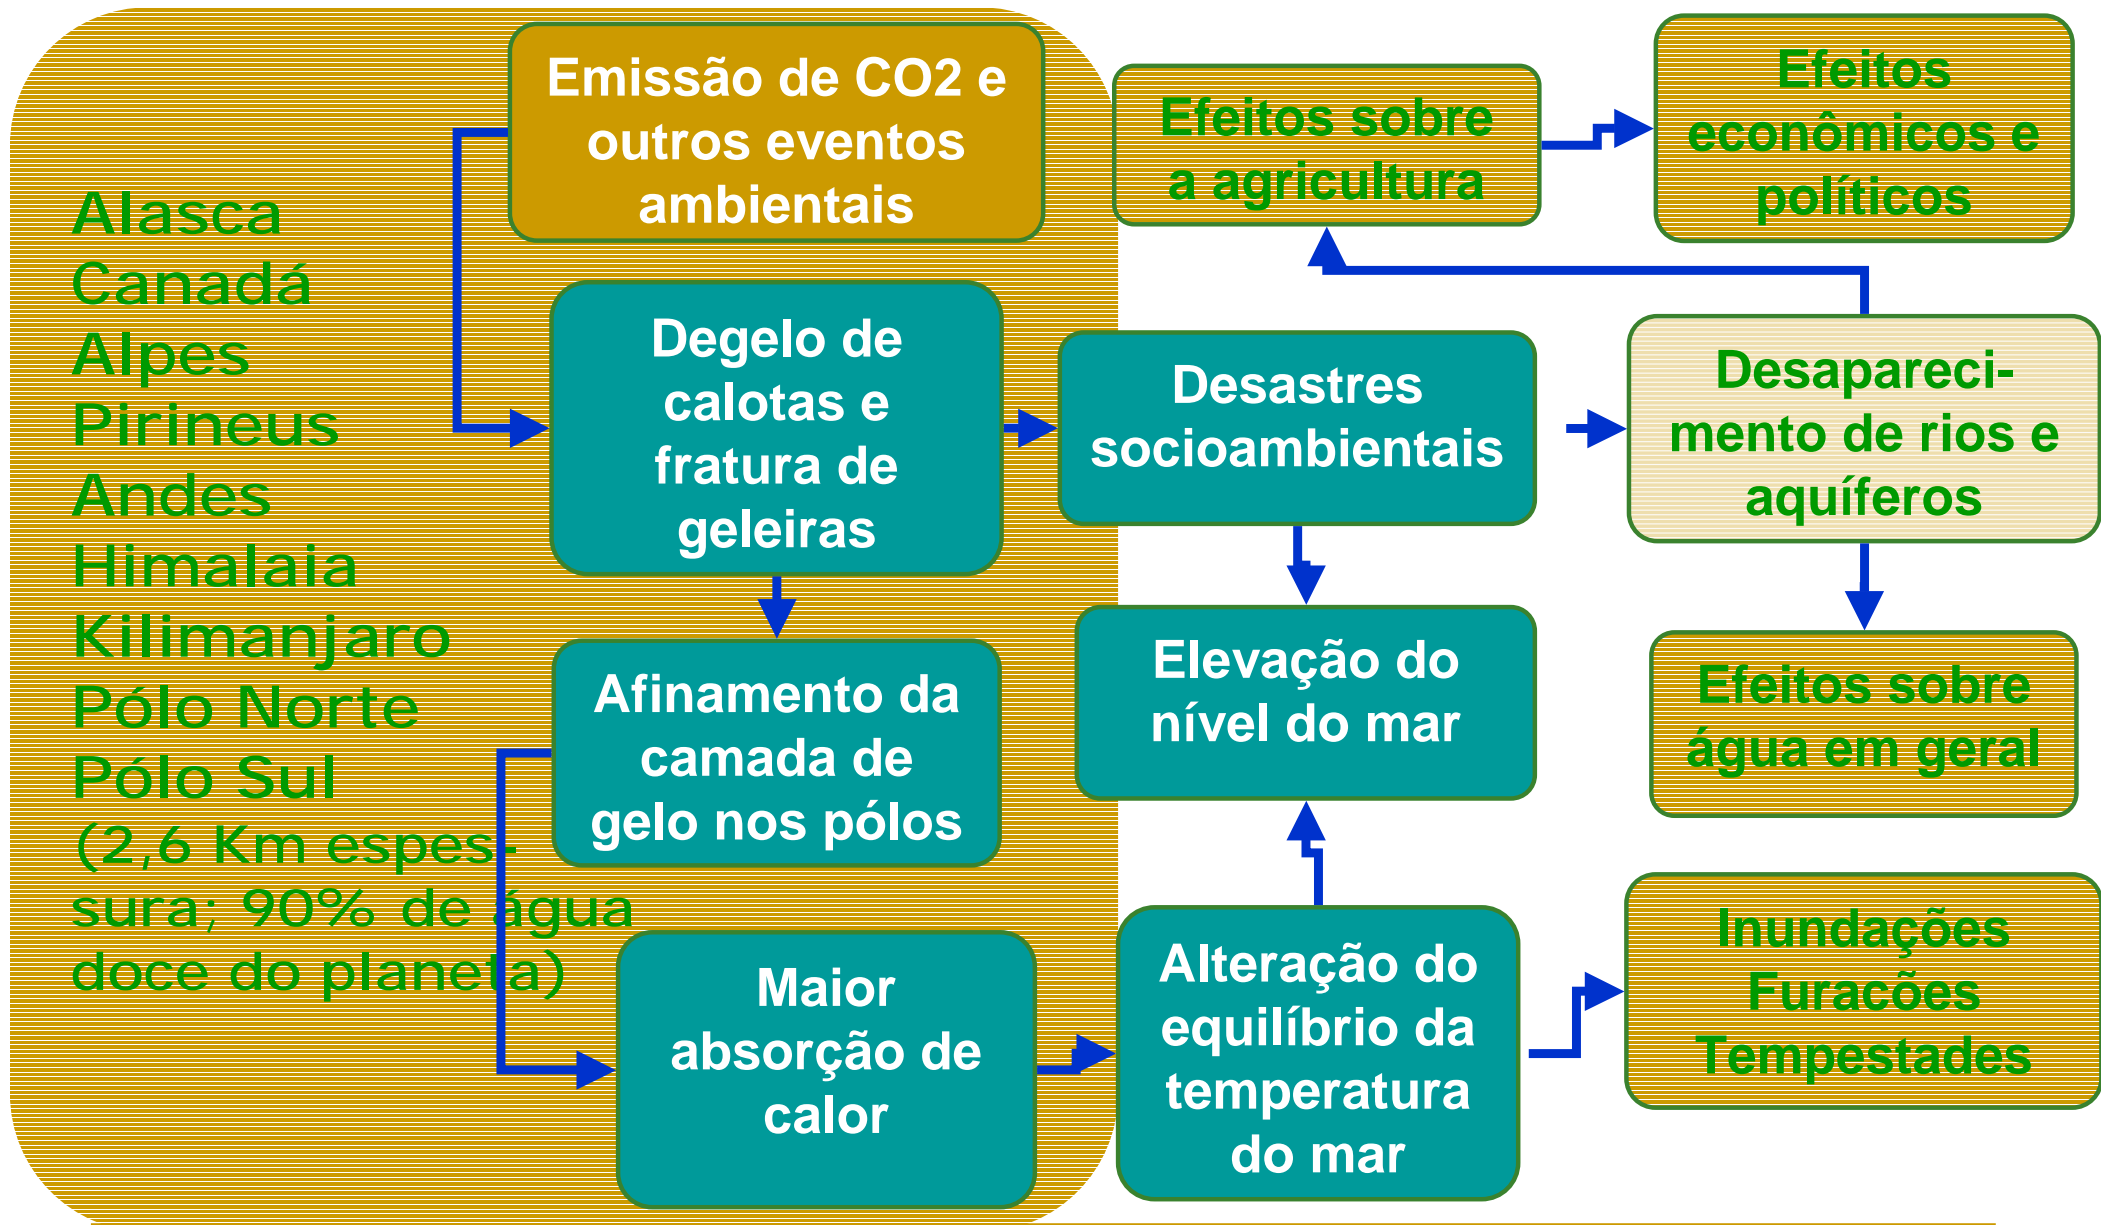 Emissão de CO2 e
outros eventos
ambientais
Efeitos sobre
a agricultura
Efeitos
econômicos e
políticos
Alasca
Canadá
Alpes
Pirineus
Andes
Himalaia
Kilimanjaro
Pólo Norte
Pólo Sul
(2,6 Km espes-
sura; 90% de água
doce do planeta)
Degelo de
calotas e
fratura de
geleiras
Desastres
socioambientais
Desapareci-
mento de rios e
aquíferos
Afinamento da
camada de
gelo nos pólos
Elevação do
nível do mar
Efeitos sobre
água em geral
Maior
absorção de
calor
Alteração do
equilíbrio da
temperatura
do mar
Inundações
Furacões
Tempestades